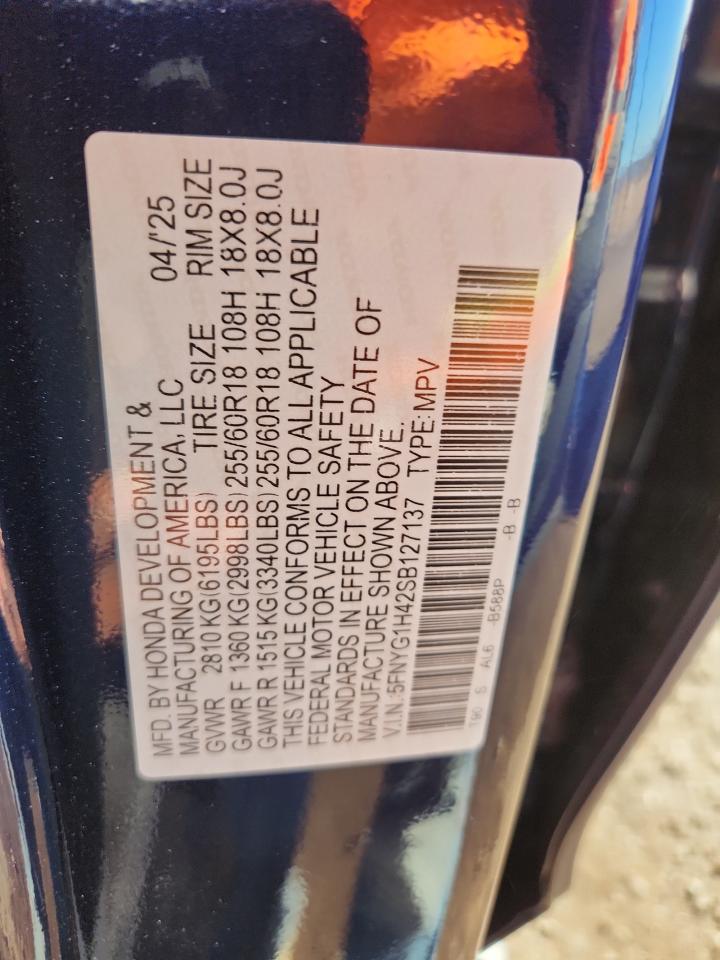 MFD. BY HONDA DEVELOPMENT & 04/'25
MANUFACTURING OF AMERICA, LLC
GVWR 2810 KG(6195LBS) TIRE SIZE RIM SIZE
GAWR F 1360 KG(2998LBS) 255/60R18 108H 18X8.0J
GAWR R 1515 KG(3340LBS) 255/60R18 108H 18X8.0J
THIS VEHICLE CONFORMS TO ALL APPLICABLE
FEDERAL MOTOR VEHICLE SAFETY
STANDARDS IN EFFECT ON THE DATE OF
MANUFACTURE SHOWN ABOVE.
V.I.N.:5FNYG1H42SB127137 TYPE:MPV
T90 S AL6 -B588P -B -B